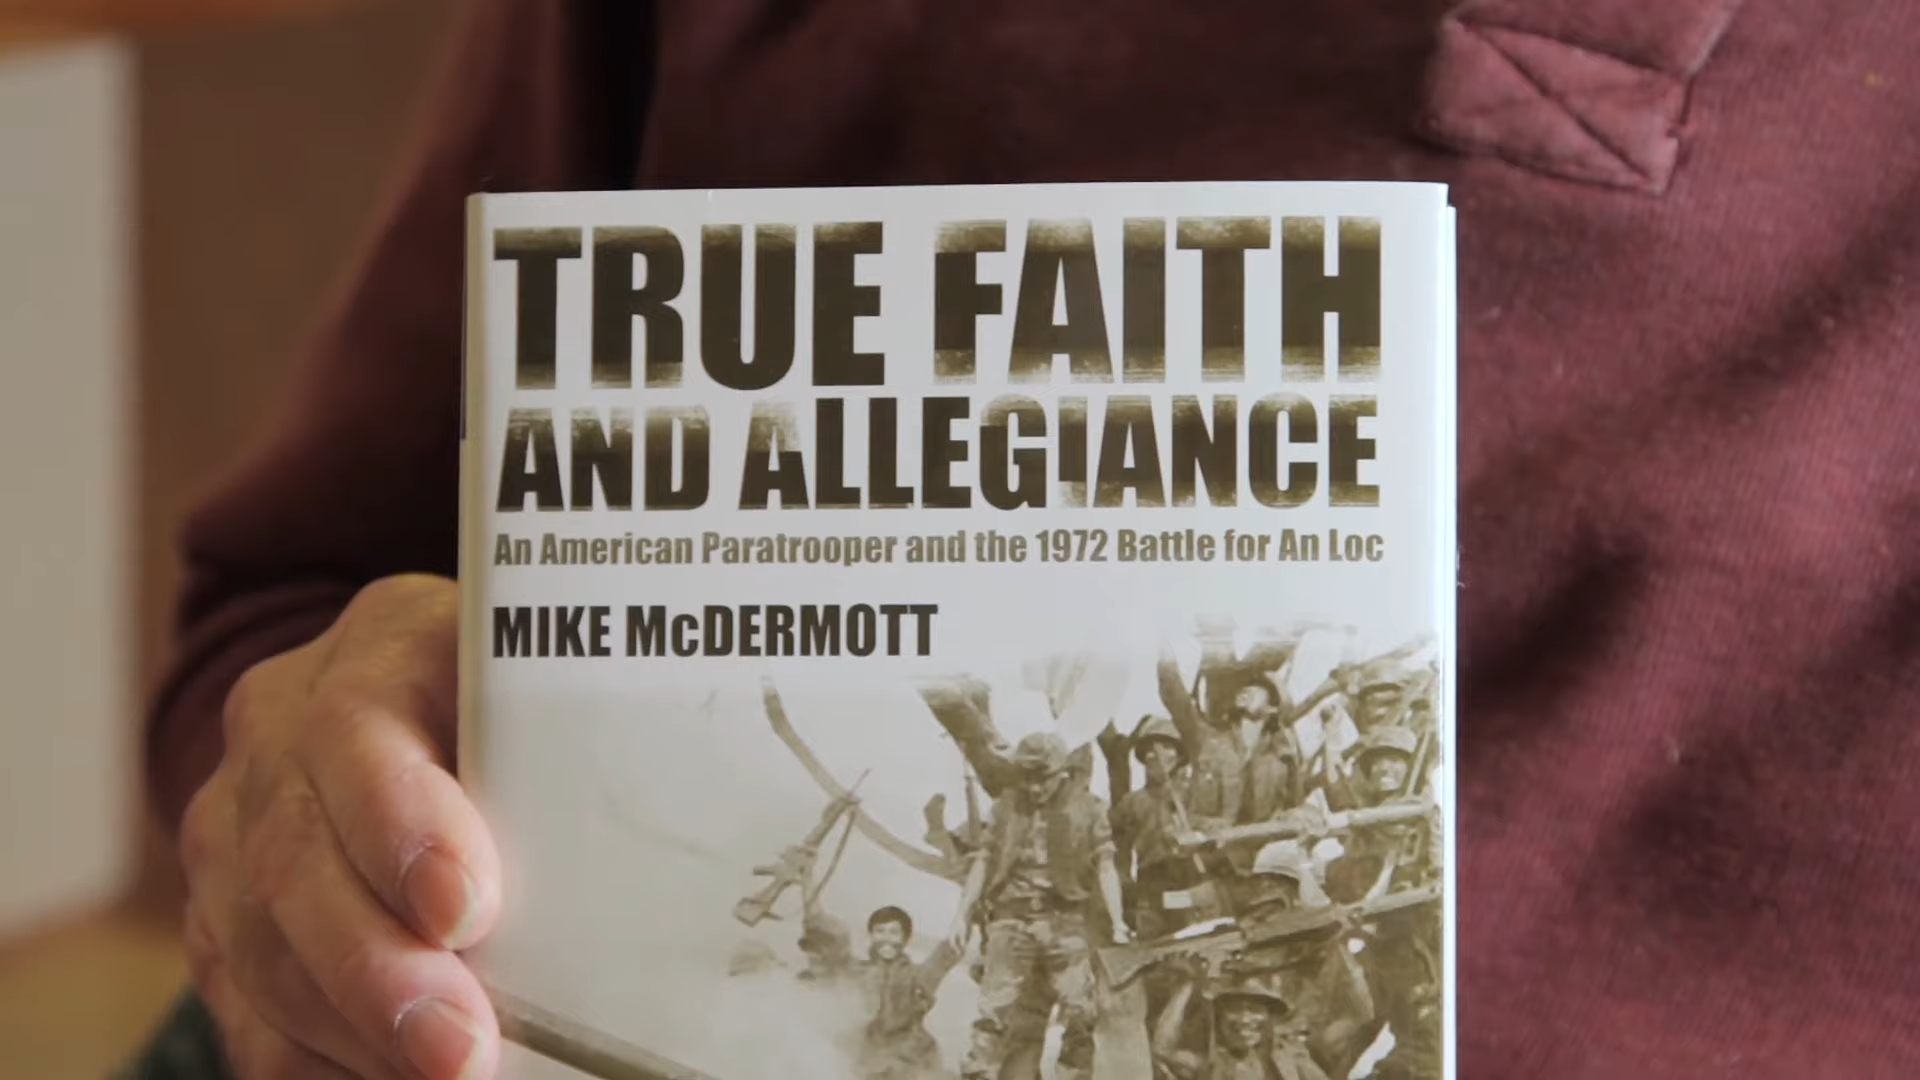 TRUE FAITH
AND ALLEGIANCE
An American Paratrooper and the 1972 Battle for An Loc
MIKE McDERMOTT